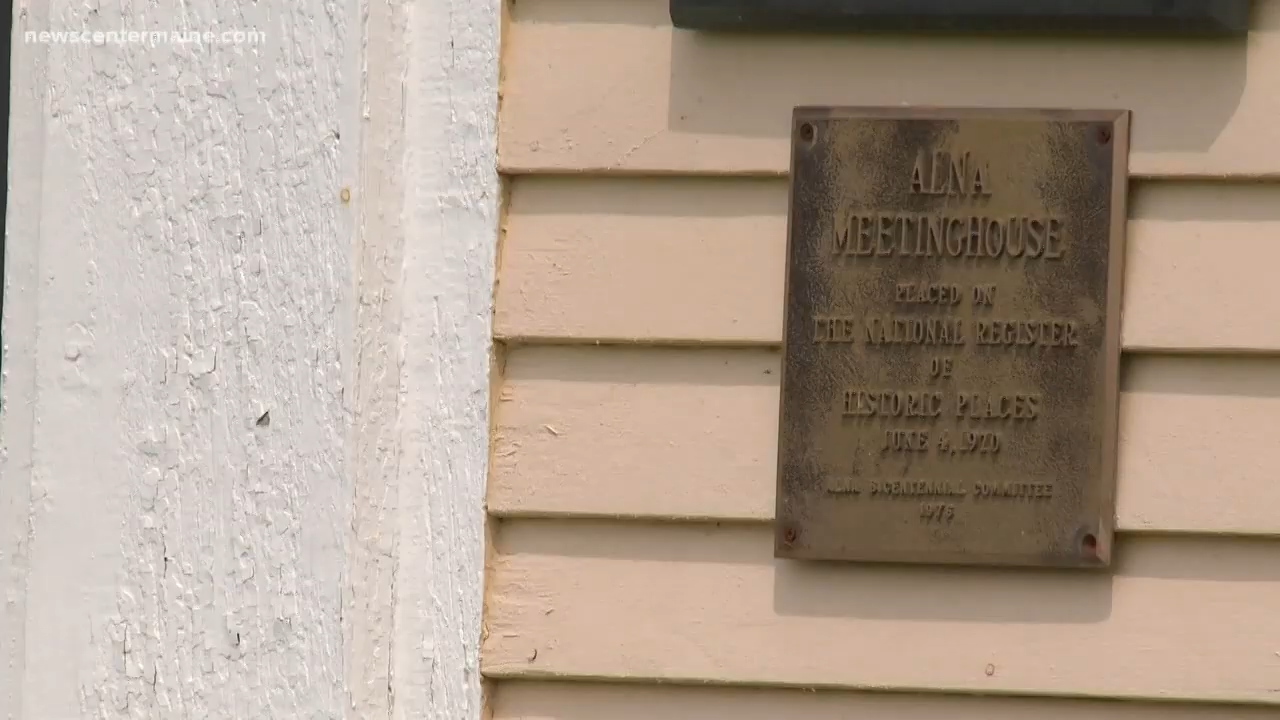 newscentermaine.com
ALNA
MEETINGHOUSE
PLACED ON
THE NATIONAL REGISTER
OF
HISTORIC PLACES
JUNE 4, 1970
ALNA BICENTENNIAL COMMITTEE
1976